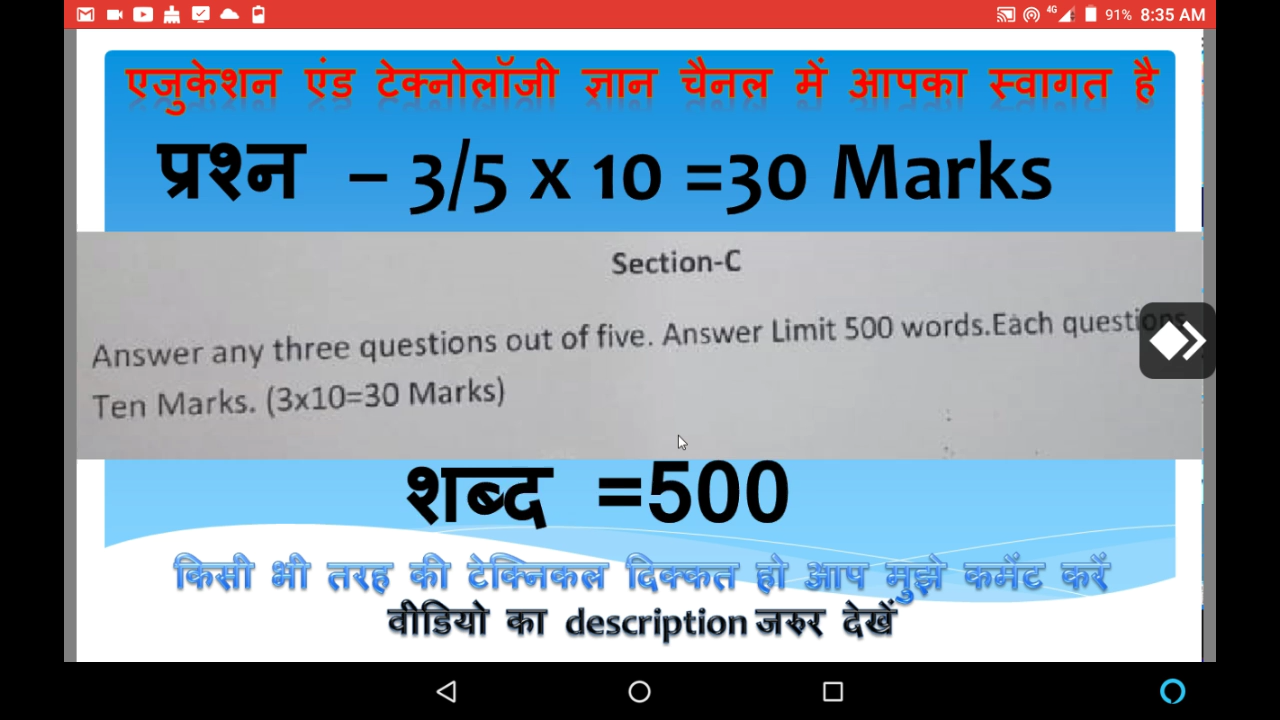 91% 8:35 AM
4G
एजुकेशन एंड टेक्नोलॉजी ज्ञान चैनल में आपका स्वागत है
प्रश्न – 3/5 x 10 =30 Marks
Section-C
Answer any three questions out of five. Answer Limit 500 words.Each questions
Ten Marks. (3x10=30 Marks)
शब्द =500
किसी भी तरह की टेक्निकल दिक्कत हो आप मुझे कमेंट करें
वीडियो का description जरुर देखें